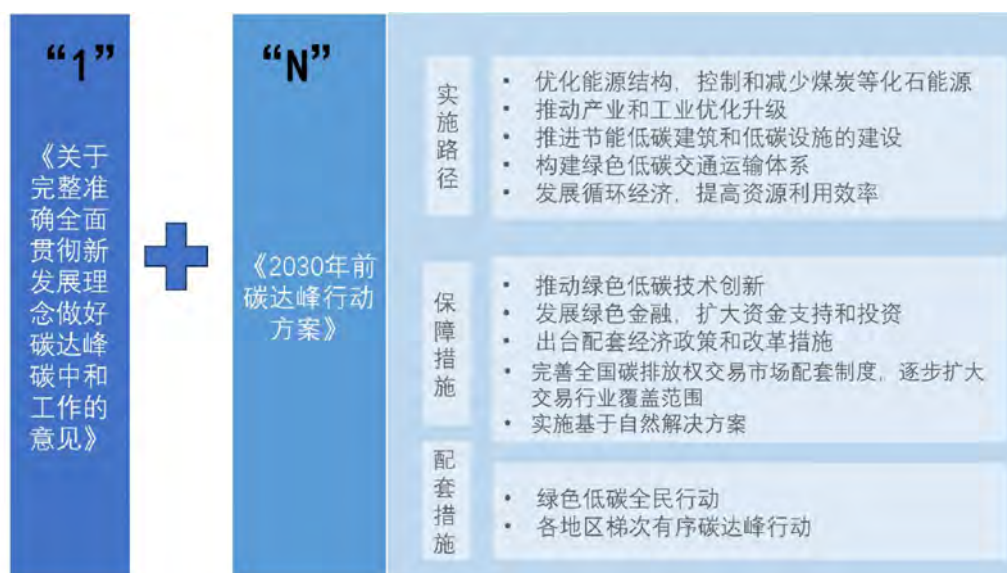 “1”
《关于
完整准
确全面
贯彻新
发展理
念做好
碳达峰
碳中和
工作的
意见》
“N”
《2030年前
碳达峰行动
方案》
实施路径
• 优化能源结构，控制和减少煤炭等化石能源
• 推动产业和工业优化升级
• 推进节能低碳建筑和低碳设施的建设
• 构建绿色低碳交通运输体系
• 发展循环经济，提高资源利用效率
保障措施
• 推动绿色低碳技术创新
• 发展绿色金融，扩大资金支持和投资
• 出台配套经济政策和改革措施
• 完善全国碳排放权交易市场配套制度，逐步扩大
交易行业覆盖范围
• 实施基于自然解决方案
配套措施
• 绿色低碳全民行动
• 各地区梯次有序碳达峰行动